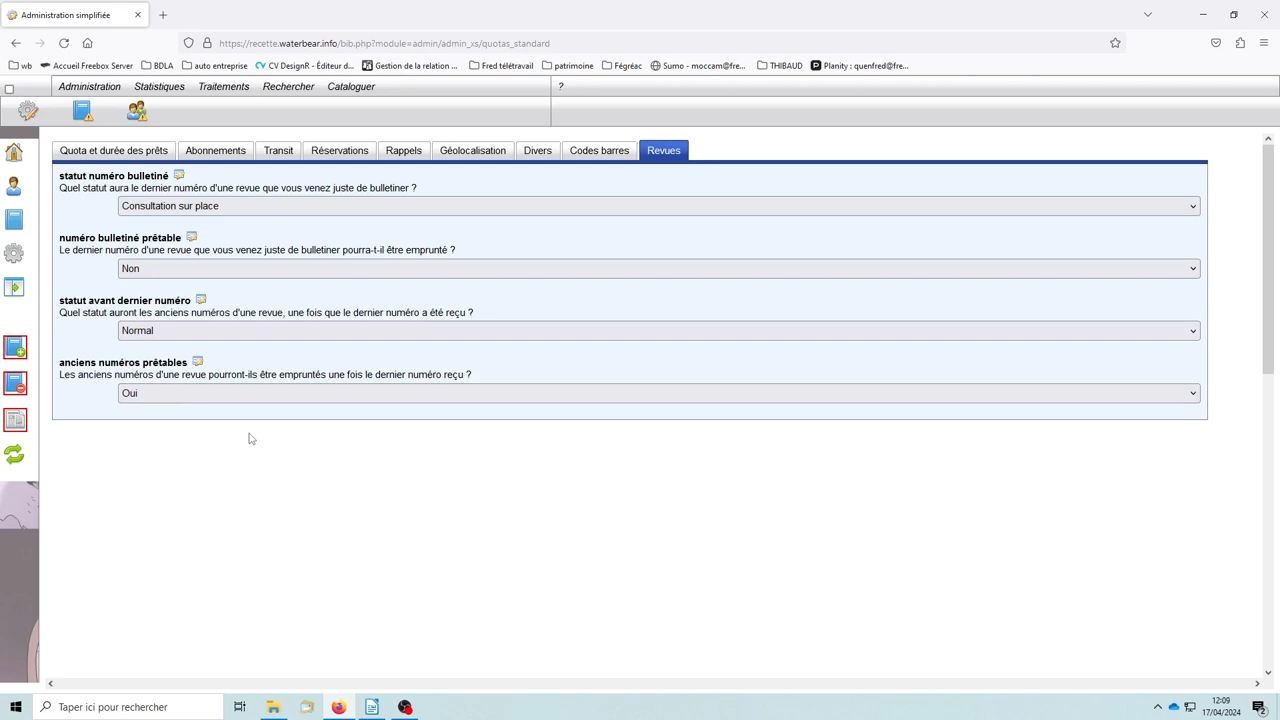 Administration simplifiée
https://recette.waterbear.info/bib.php?module=admin/admin_xs/quotas_standard
wb Accueil Freebox Server BDLA auto entreprise CV DesignR - Éditeur d... Gestion de la relation ... Fred télétravail patrimoine Fégréac Sumo - moccam@fre... THIBAUD Planity : quenfred@fre...
Administration Statistiques Traitements Rechercher Cataloguer ?
Quota et durée des prêts Abonnements Transit Réservations Rappels Géolocalisation Divers Codes barres Revues
statut numéro bulletiné
Quel statut aura le dernier numéro d'une revue que vous venez juste de bulletiner ?
Consultation sur place
numéro bulletiné prêtable
Le dernier numéro d'une revue que vous venez juste de bulletiner pourra-t-il être emprunté ?
Non
statut avant dernier numéro
Quel statut auront les anciens numéros d'une revue, une fois que le dernier numéro a été reçu ?
Normal
anciens numéros prêtables
Les anciens numéros d'une revue pourront-ils être empruntés une fois le dernier numéro reçu ?
Oui
Taper ici pour rechercher
12:09
17/04/2024
2